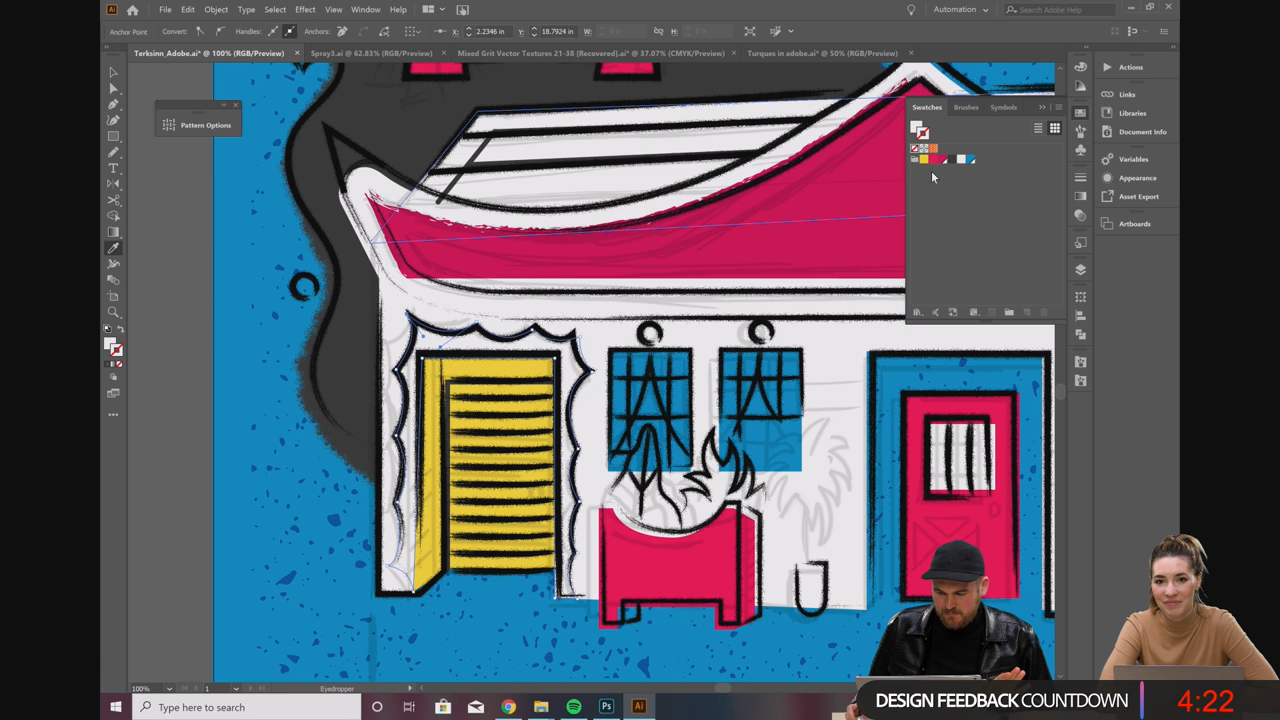 Ai File Edit Object Type Select Effect View Window Help Automation Search Adobe Help
Anchor Point Convert: Handles: Anchors: X: 2.2346 in Y: 18.7924 in W:
Terksinn_Adobe.ai* @ 100% (RGB/Preview) × Spray3.ai @ 62.83% (RGB/Preview) × Mixed Grit Vector Textures 21-38 [Recovered].ai* @ 37.07% (CMYK/Preview) × Turques in adobe.ai* @ 50% (RGB/Preview) ×
Actions
Links
Libraries
Document Info
Variables
Appearance
Asset Export
Artboards
Swatches Brushes Symbols
Pattern Options
100% 1 Eyedropper
Type here to search
Ps Ai
DESIGN FEEDBACK COUNTDOWN 4:22